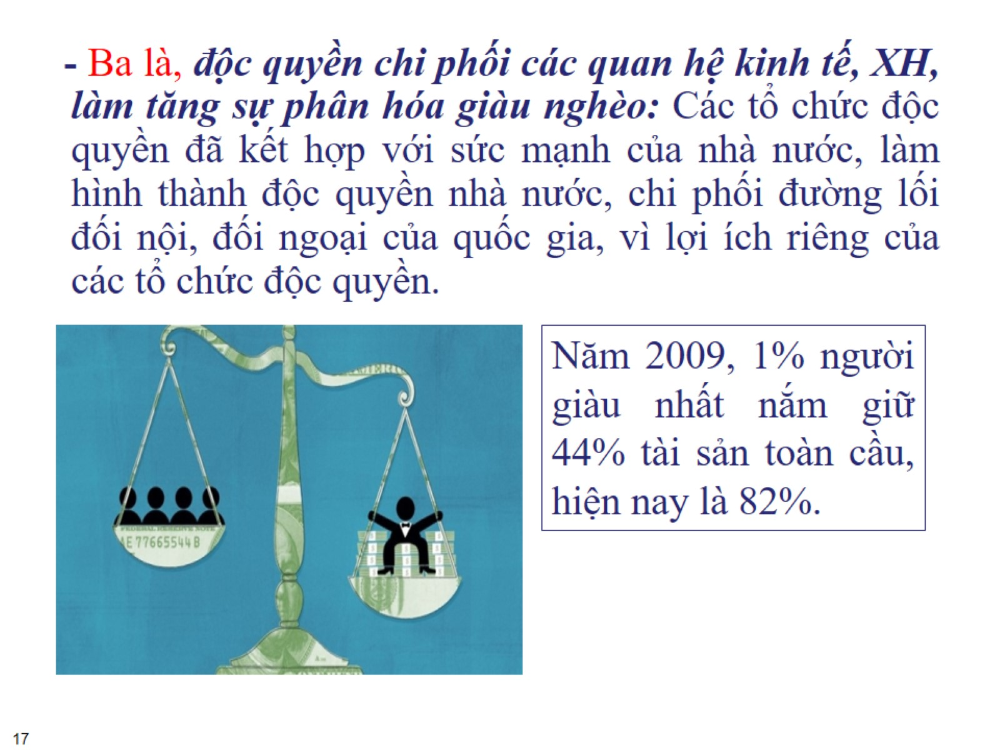 - Ba là, độc quyền chi phối các quan hệ kinh tế, XH,
làm tăng sự phân hóa giàu nghèo: Các tổ chức độc
quyền đã kết hợp với sức mạnh của nhà nước, làm
hình thành độc quyền nhà nước, chi phối đường lối
đối nội, đối ngoại của quốc gia, vì lợi ích riêng của
các tổ chức độc quyền.
FEDERAL RESERVE NOTE
AE 77665544 B
Năm 2009, 1% người
giàu nhất nắm giữ
44% tài sản toàn cầu,
hiện nay là 82%.
17